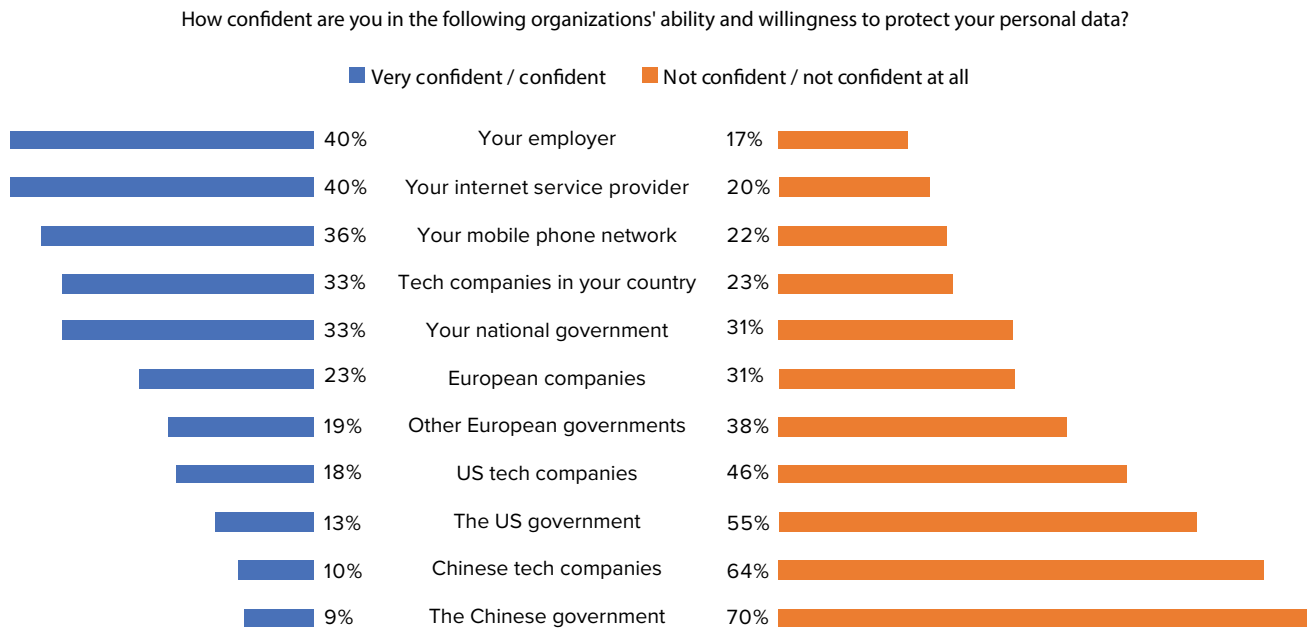 How confident are you in the following organizations' ability and willingness to protect your personal data?
Very confident / confident Not confident / not confident at all
40% Your employer 17%
40% Your internet service provider 20%
36% Your mobile phone network 22%
33% Tech companies in your country 23%
33% Your national government 31%
23% European companies 31%
19% Other European governments 38%
18% US tech companies 46%
13% The US government 55%
10% Chinese tech companies 64%
9% The Chinese government 70%